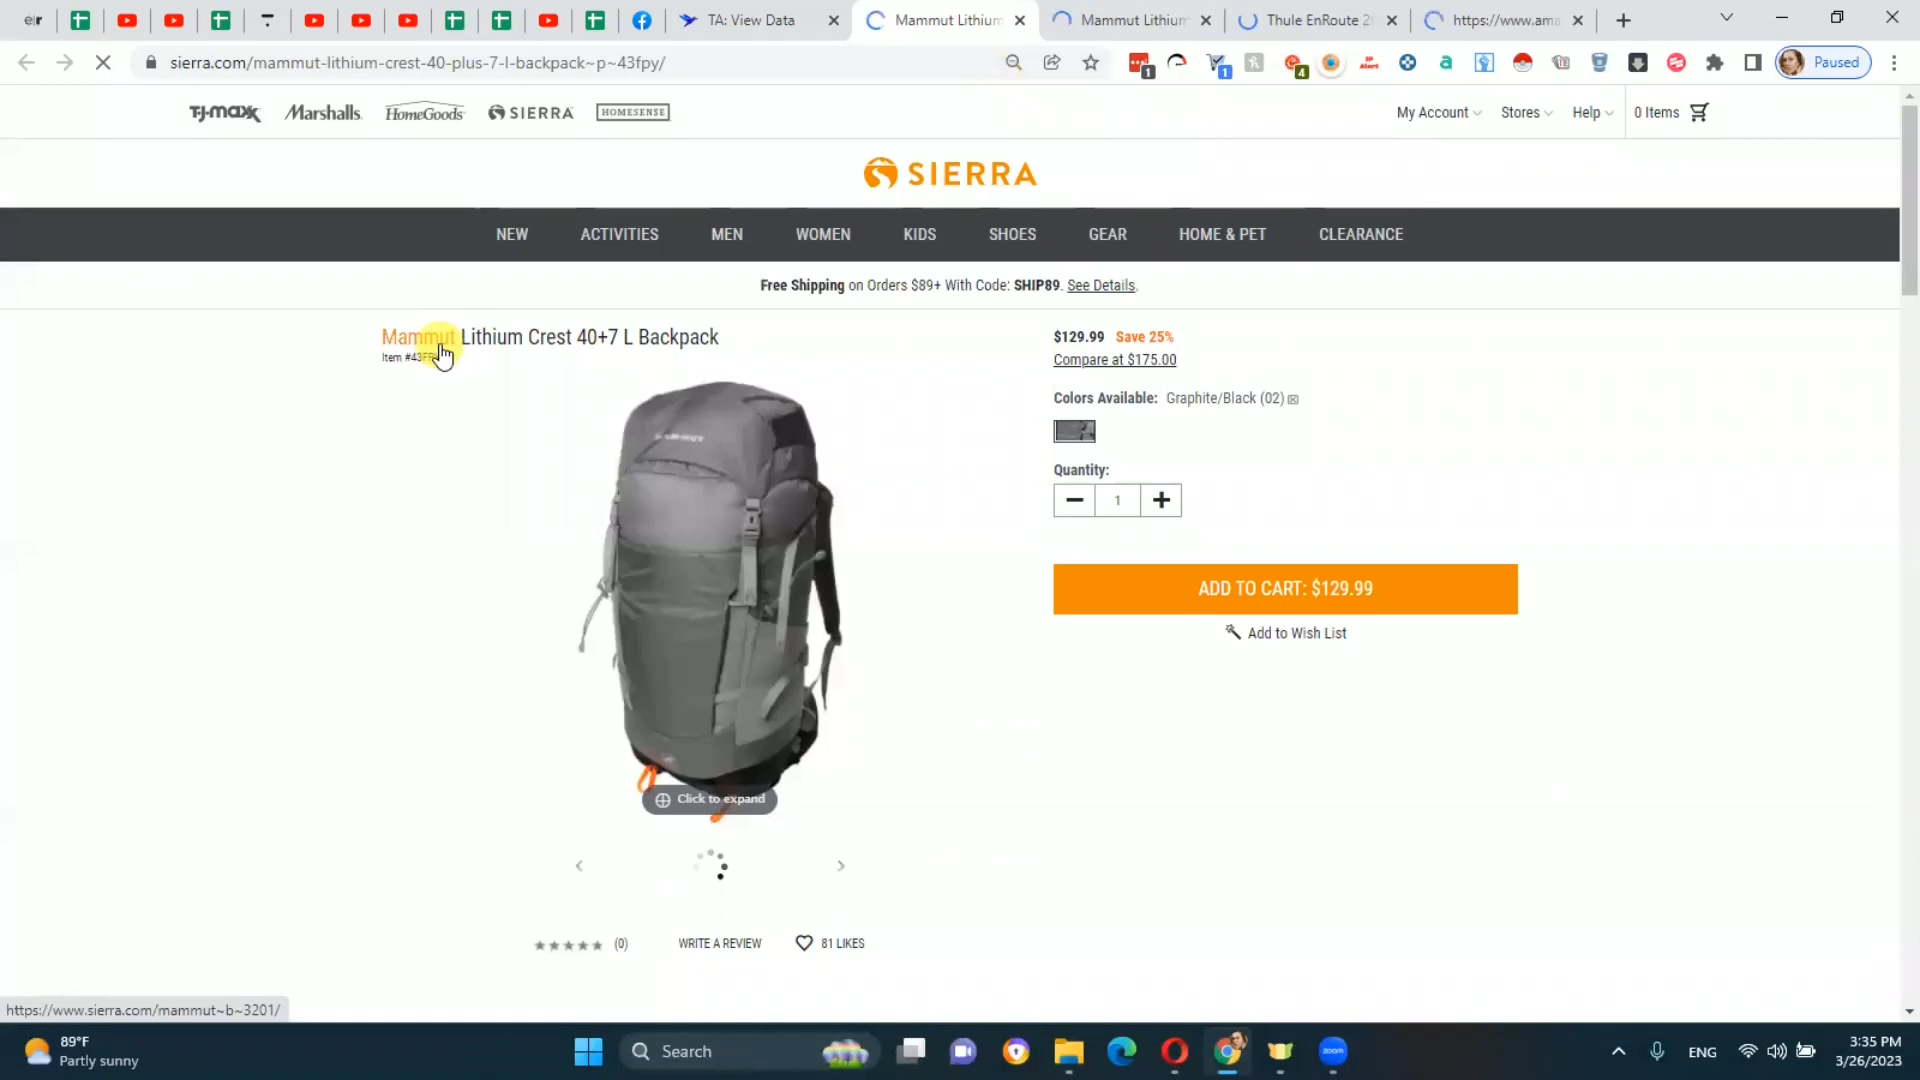 TA: View Data
Mammut Lithium
Mammut Lithium
Thule EnRoute 2
https://www.ama
sierra.com/mammut-lithium-crest-40-plus-7-l-backpack~p~43fpy/
Paused
T·J·maxx Marshalls. HomeGoods SIERRA HOMESENSE
My Account Stores Help 0 Items
SIERRA
NEW ACTIVITIES MEN WOMEN KIDS SHOES GEAR HOME & PET CLEARANCE
Free Shipping on Orders $89+ With Code: SHIP89. See Details.
Mammut Lithium Crest 40+7 L Backpack
Item
$129.99 Save 25%
Compare at $175.00
Colors Available: Graphite/Black (02)
Quantity:
1
ADD TO CART: $129.99
Add to Wish List
Click to expand
(0) WRITE A REVIEW 81 LIKES
https://www.sierra.com/mammut~b~3201/
89°F
Partly sunny
Search
zoom
ENG
3:35 PM
3/26/2023